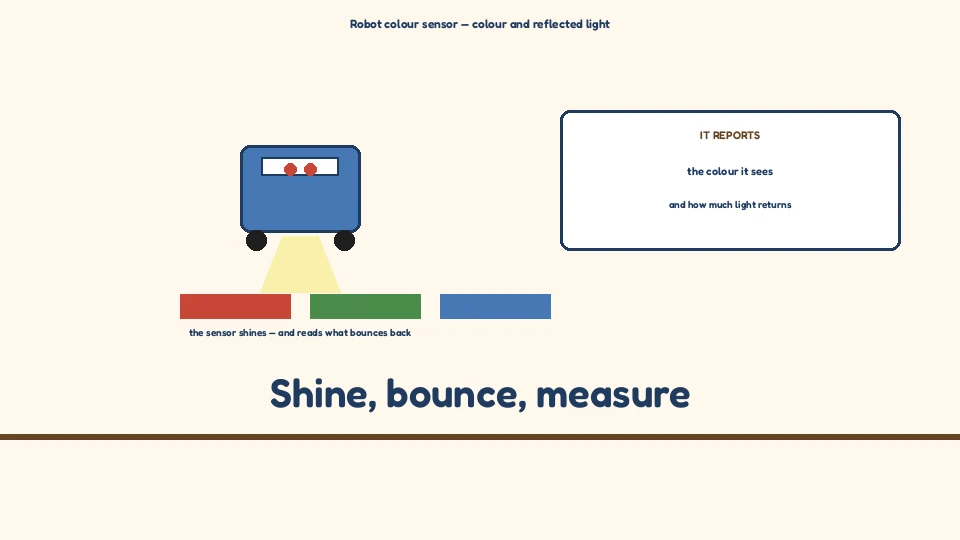 Robot colour sensor — colour and reflected light
IT REPORTS
the colour it sees
and how much light returns
the sensor shines — and reads what bounces back
Shine, bounce, measure